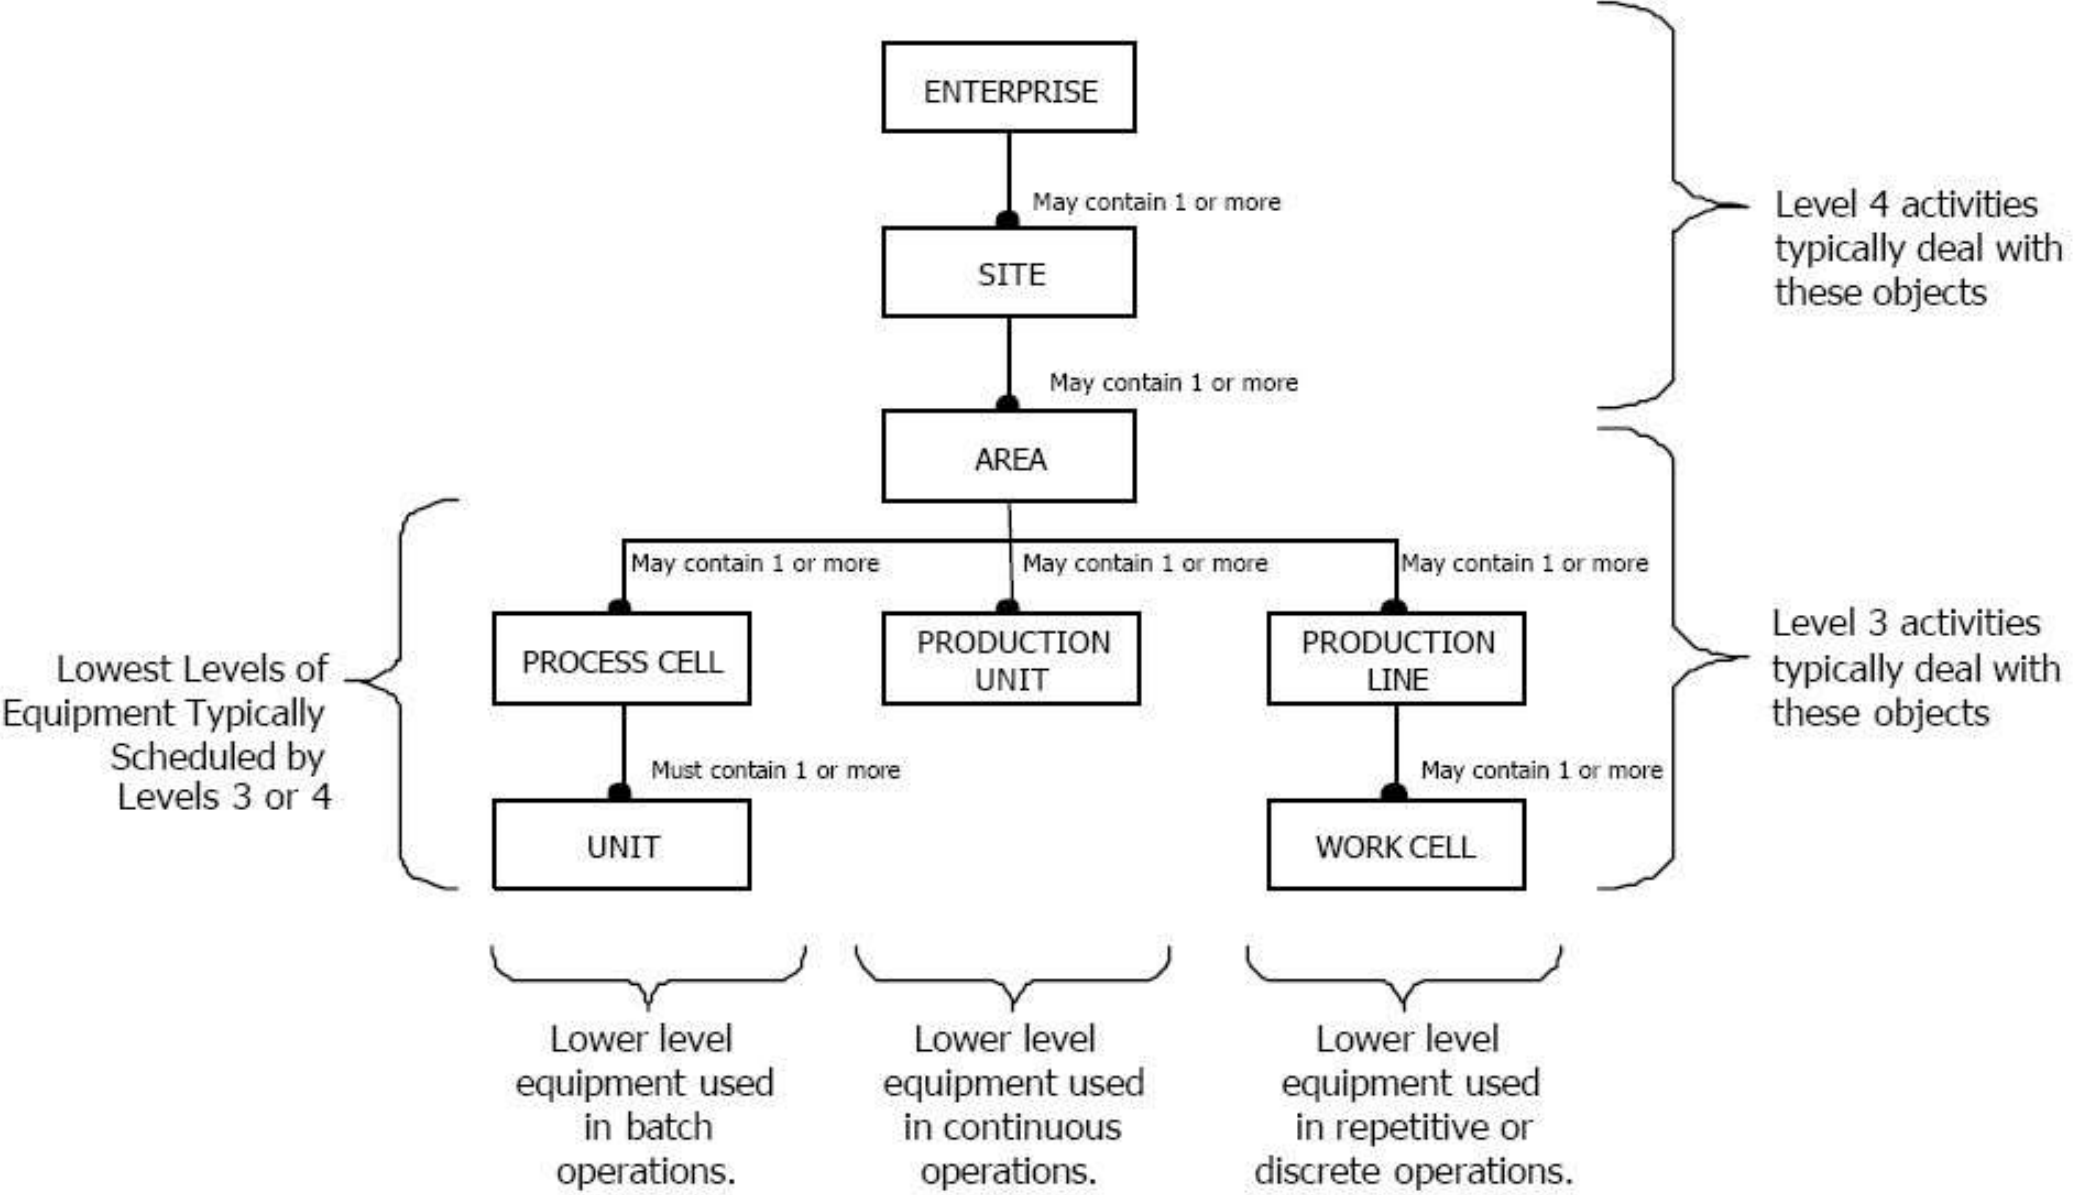 ENTERPRISE
May contain 1 or more
SITE
Level 4 activities
typically deal with
these objects
May contain 1 or more
AREA
May contain 1 or more
May contain 1 or more
May contain 1 or more
PROCESS CELL
PRODUCTION
UNIT
PRODUCTION
LINE
Lowest Levels of
Equipment Typically
Scheduled by
Levels 3 or 4
Level 3 activities
typically deal with
these objects
Must contain 1 or more
May contain 1 or more
UNIT
WORK CELL
Lower level
equipment used
in batch
operations.
Lower level
equipment used
in continuous
operations.
Lower level
equipment used
in repetitive or
discrete operations.